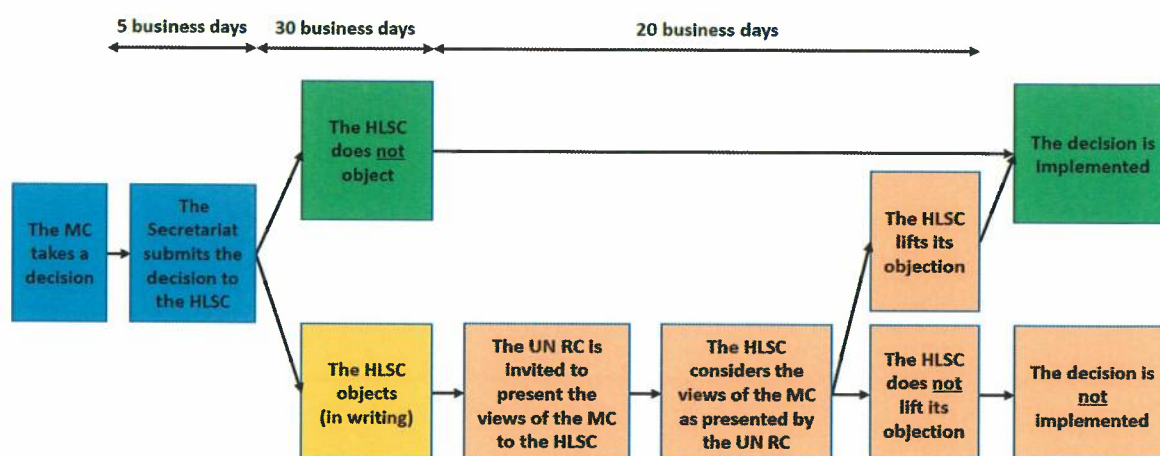 5 business days
30 business days
20 business days
The MC
takes a
decision
The
Secretariat
submits the
decision to
the HLSC
The HLSC
does not
object
The decision is
implemented
The HLSC
lifts its
objection
The HLSC
objects
(in writing)
The UN RC is
invited to
present the
views of the MC
to the HLSC
The HLSC
considers the
views of the MC
as presented by
the UN RC
The HLSC
does not
lift its
objection
The decision is
not
implemented